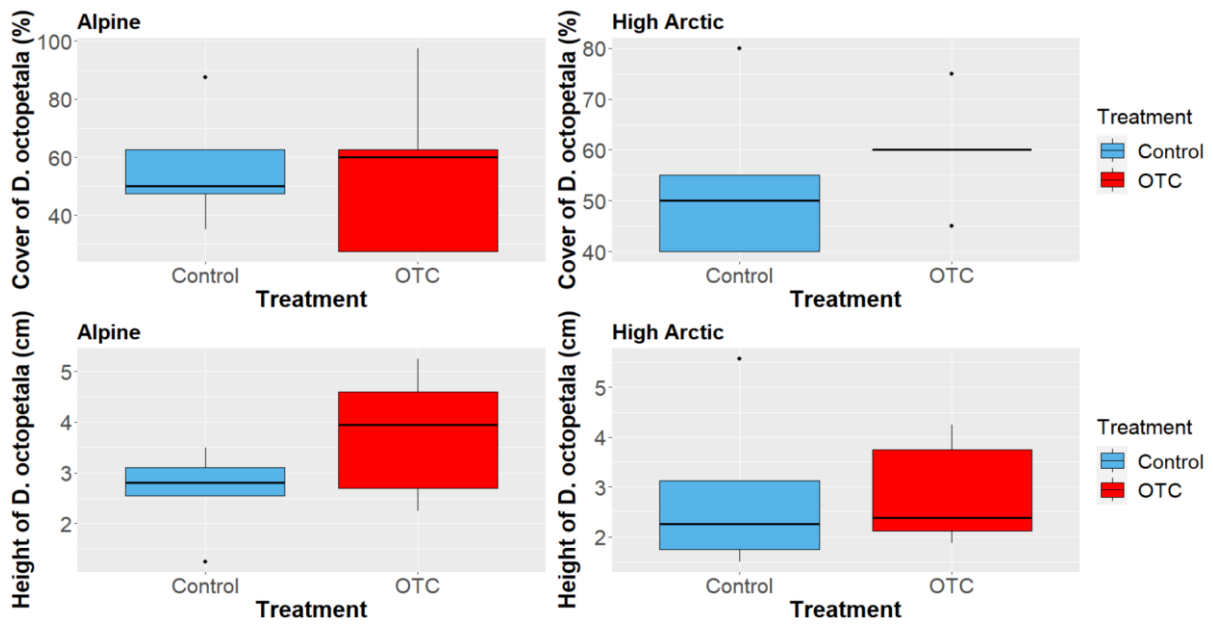 Alpine
Cover of D. octopetala (%)
100
80
60
40
Control
OTC
Treatment
High Arctic
Cover of D. octopetala (%)
80
70
60
50
40
Control
OTC
Treatment
Treatment
Control
OTC
Alpine
Height of D. octopetala (cm)
5
4
3
2
Control
OTC
Treatment
High Arctic
Height of D. octopetala (cm)
5
4
3
2
Control
OTC
Treatment
Treatment
Control
OTC